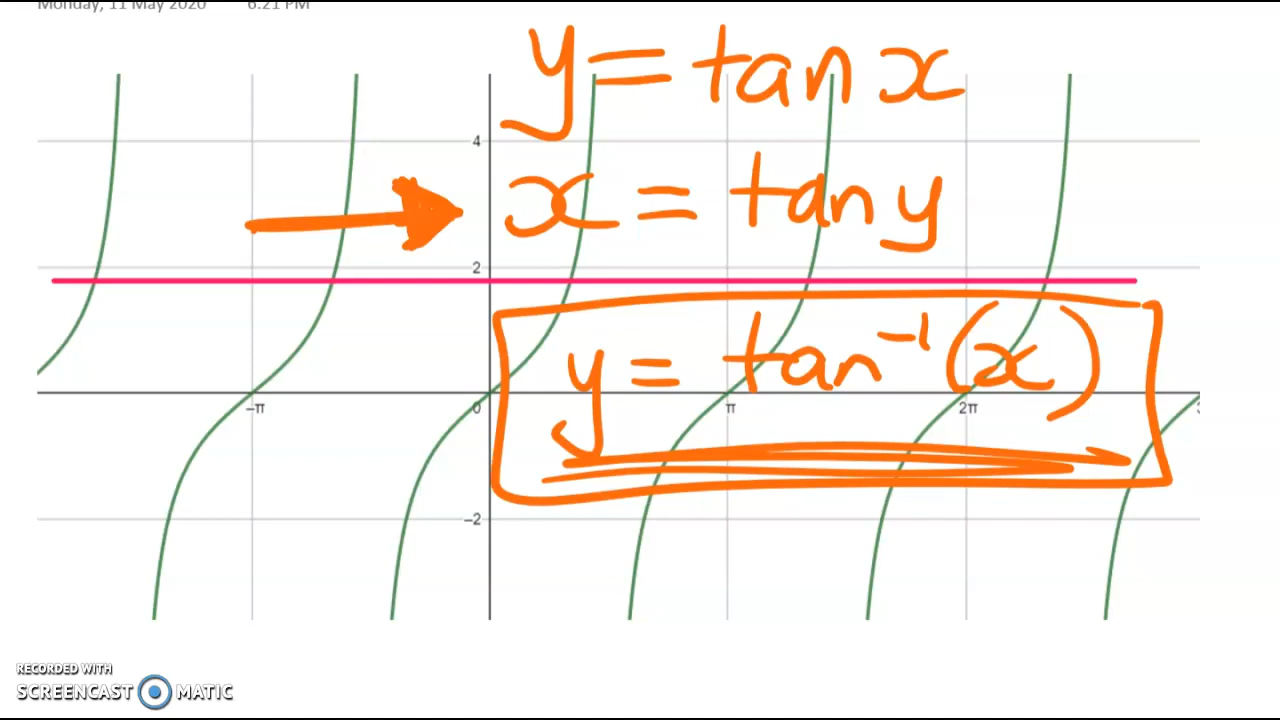 Monday, 11 May 2020 6:21 PM
y = tan x
4
x = tan y
2
y = tan⁻¹(x)
−π 0 π 2π 3
−2
RECORDED WITH
SCREENCAST MATIC